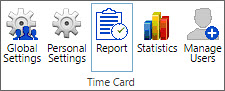 Global Settings
Personal Settings
Report
Statistics
Manage Users
Time Card